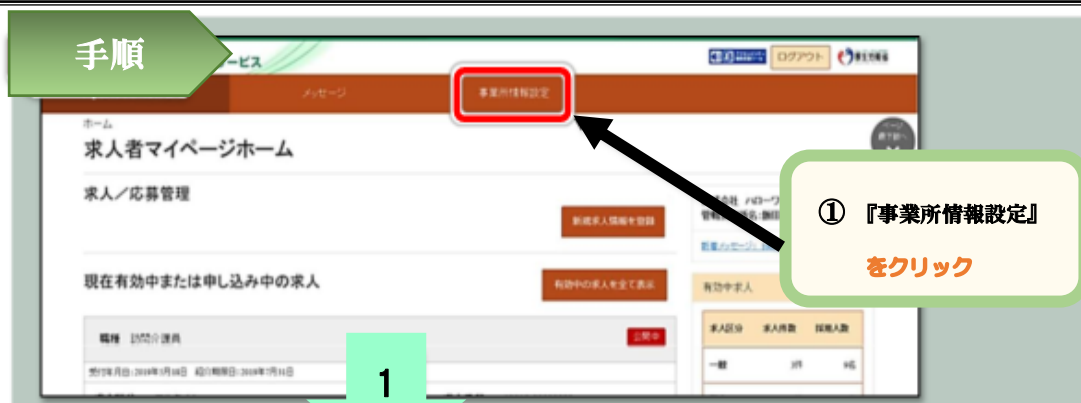 手順
ービス
ログアウト
メッセージ
事業所情報設定
ホーム
求人者マイページホーム
求人／応募管理
新規求人情報を登録
① 『事業所情報設定』
をクリック
現在有効中または申し込み中の求人
有効中の求人を全て表示
有効中求人
職種 訪問介護員
公開中
求人区分 求人件数 採用人数
一般
1